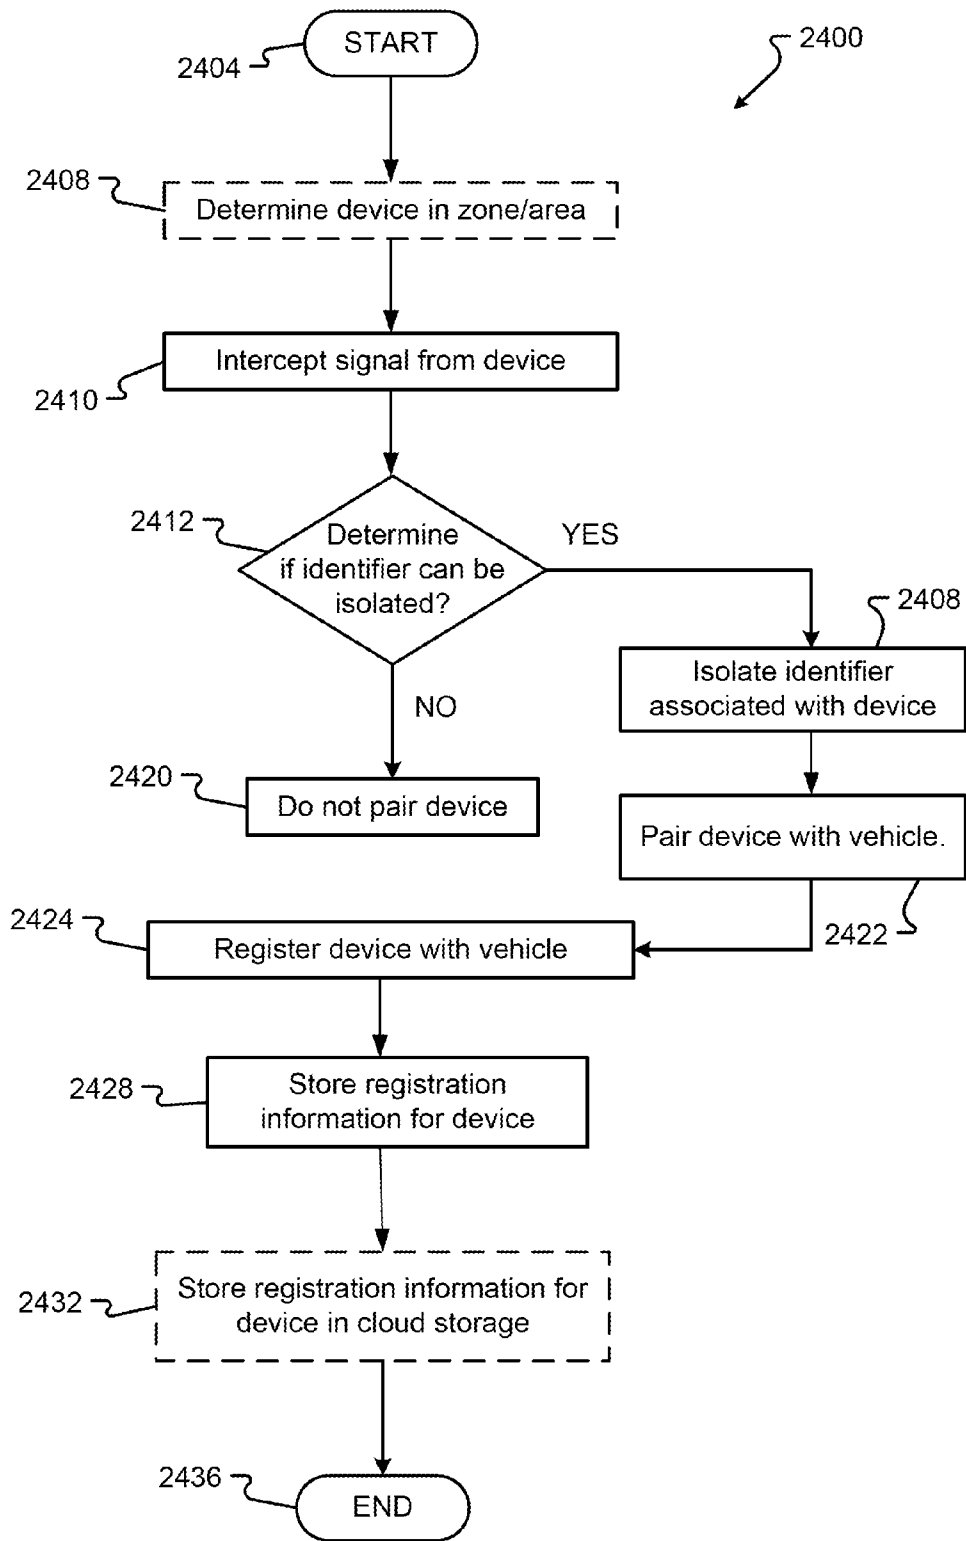 START
2404
2400
2408
Determine device in zone/area
Intercept signal from device
2410
2412
Determine
if identifier can be
isolated?
YES
2408
Isolate identifier
associated with device
NO
2420
Do not pair device
Pair device with vehicle.
2422
2424
Register device with vehicle
2428
Store registration
information for device
2432
Store registration information for
device in cloud storage
2436
END